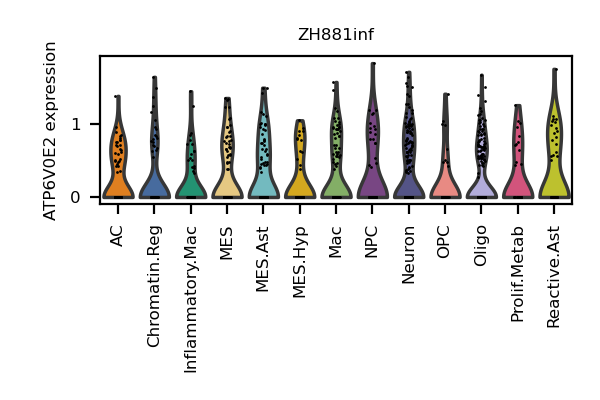 ZH881inf
ATP6V0E2 expression
1
0
AC
Chromatin.Reg
Inflammatory.Mac
MES
MES.Ast
MES.Hyp
Mac
NPC
Neuron
OPC
Oligo
Prolif.Metab
Reactive.Ast